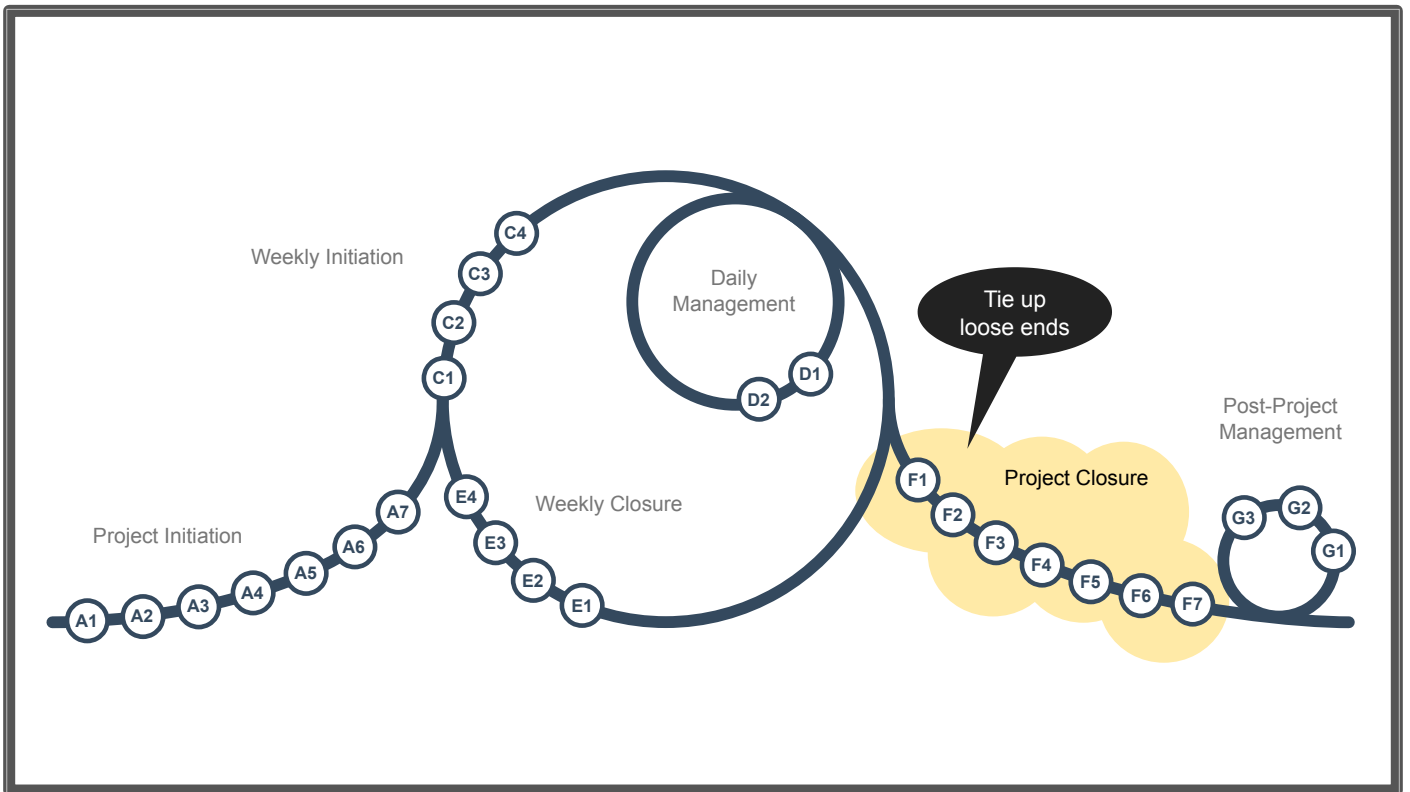 Weekly Initiation
C4
C3
C2
C1
Daily
Management
D1
D2
Tie up
loose ends
Post-Project
Management
Project Closure
Weekly Closure
Project Initiation
A1
A2
A3
A4
A5
A6
A7
E4
E3
E2
E1
F1
F2
F3
F4
F5
F6
F7
G3
G2
G1